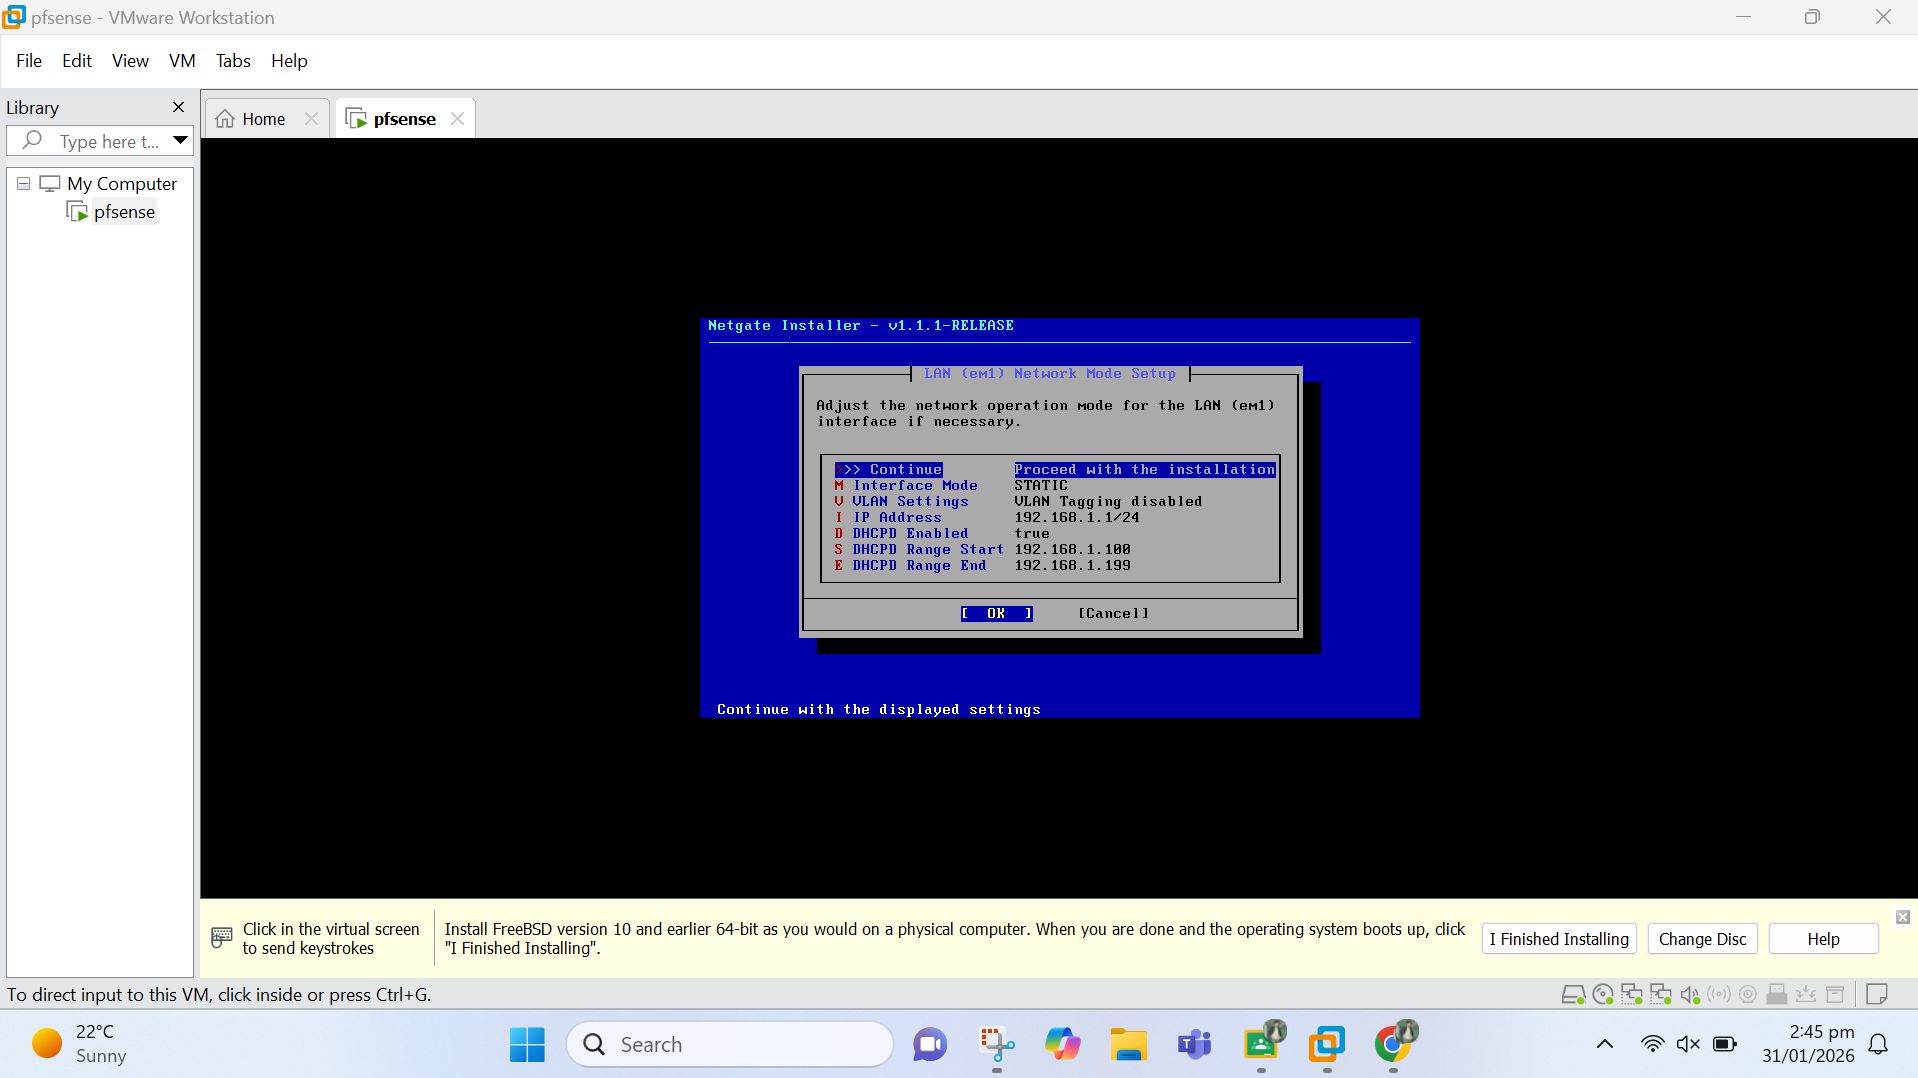 pfsense - VMware Workstation
File Edit View VM Tabs Help
Library
Type here t...
My Computer
pfsense
Home
pfsense
Netgate Installer - v1.1.1-RELEASE
LAN (em1) Network Mode Setup
Adjust the network operation mode for the LAN (em1)
interface if necessary.
>>> Continue Proceed with the installation
M Interface Mode STATIC
V VLAN Settings VLAN Tagging disabled
I IP Address 192.168.1.1/24
D DHCPD Enabled true
S DHCPD Range Start 192.168.1.100
E DHCPD Range End 192.168.1.199
[ OK ] [Cancel]
Continue with the displayed settings
Click in the virtual screen
to send keystrokes
Install FreeBSD version 10 and earlier 64-bit as you would on a physical computer. When you are done and the operating system boots up, click
"I Finished Installing".
I Finished Installing
Change Disc
Help
To direct input to this VM, click inside or press Ctrl+G.
22°C
Sunny
Search
2:45 pm
31/01/2026